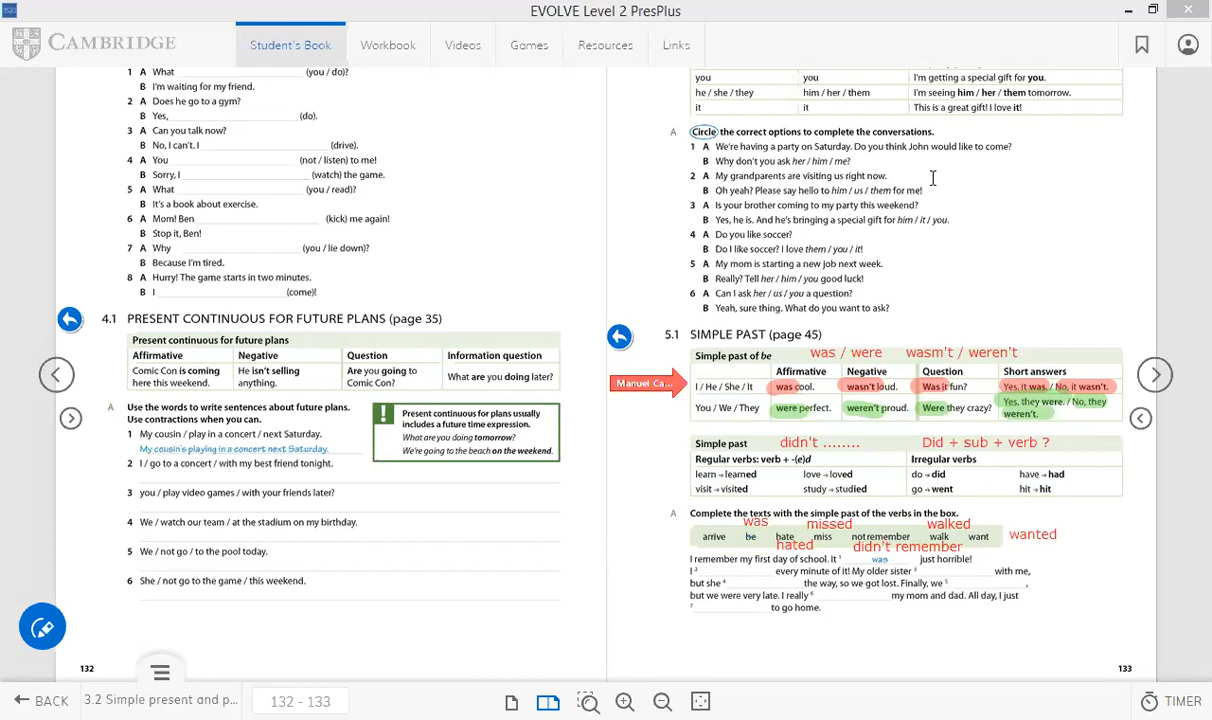 EVOLVE Level 2 PresPlus
CAMBRIDGE
Student's Book
Workbook
Videos
Games
Resources
Links
1 A What (you / do)?
B I'm waiting for my friend.
2 A Does he go to a gym?
B Yes, (do).
3 A Can you talk now?
B No, I can't. I (drive).
4 A You (not / listen) to me!
B Sorry, I (watch) the game.
5 A What (you / read)?
B It's a book about exercise.
6 A Mom! Ben (kick) me again!
B Stop it, Ben!
7 A Why (you / lie down)?
B Because I'm tired.
8 A Hurry! The game starts in two minutes.
B I (come)!
4.1 PRESENT CONTINUOUS FOR FUTURE PLANS (page 35)
Present continuous for future plans
Affirmative Negative Question Information question
Comic Con is coming here this weekend.
He isn't selling anything.
Are you going to Comic Con?
What are you doing later?
A Use the words to write sentences about future plans.
Use contractions when you can.
1 My cousin / play in a concert / next Saturday.
My cousin's playing in a concert next Saturday.
2 I / go to a concert / with my best friend tonight.
3 you / play video games / with your friends later?
4 We / watch our team / at the stadium on my birthday.
5 We / not go / to the pool today.
6 She / not go to the game / this weekend.
!
Present continuous for plans usually
includes a future time expression.
What are you doing tomorrow?
We're going to the beach on the weekend.
132
you you I'm getting a special gift for you.
he / she / they him / her / them I'm seeing him / her / them tomorrow.
it it This is a great gift! I love it!
A Circle the correct options to complete the conversations.
1 A We're having a party on Saturday. Do you think John would like to come?
B Why don't you ask her / him / me?
2 A My grandparents are visiting us right now.
B Oh yeah? Please say hello to him / us / them for me!
3 A Is your brother coming to my party this weekend?
B Yes, he is. And he's bringing a special gift for him / it / you.
4 A Do you like soccer?
B Do I like soccer? I love them / you / it!
5 A My mom is starting a new job next week.
B Really? Tell her / him / you good luck!
6 A Can I ask her / us / you a question?
B Yeah, sure thing. What do you want to ask?
5.1 SIMPLE PAST (page 45)
Simple past of be was / were wasm't / weren't
Affirmative Negative Question Short answers
Manuel Ca...
I / He / She / It was cool. wasn't loud. Was it fun? Yes, it was. / No, it wasn't.
You / We / They were perfect. weren't proud. Were they crazy? Yes, they were. / No, they weren't.
Simple past didn't ........ Did + sub + verb ?
Regular verbs: verb + -(e)d Irregular verbs
learn → learned love → loved do → did have → had
visit → visited study → studied go → went hit → hit
A Complete the texts with the simple past of the verbs in the box.
was missed walked
arrive be hate miss not remember walk want wanted
hated didn't remember
I remember my first day of school. It 1 was just horrible!
I 2 every minute of it! My older sister 3 with me,
but she 4 the way, so we got lost. Finally, we 5 ,
but we were very late. I really 6 my mom and dad. All day, I just
7 to go home.
133
BACK
3.2 Simple present and p...
132 - 133
TIMER